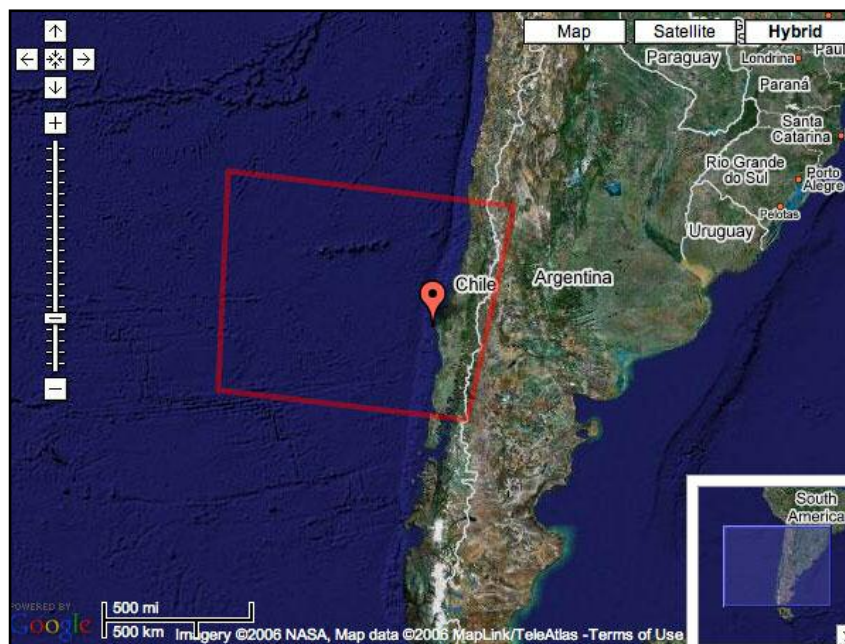 Map
Satellite
Hybrid
Paraguay
Londrina
Paraná
Santa
Catarina
Rio Grande
do Sul
Porto
Alegre
Pelotas
Uruguay
Chile
Argentina
South
America
POWERED BY
Google
500 mi
500 km
Imagery ©2006 NASA, Map data ©2006 MapLink/TeleAtlas - Terms of Use